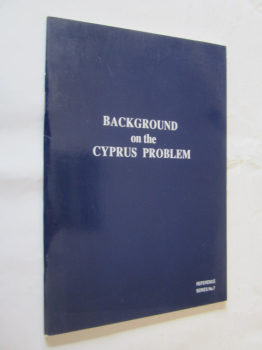 BACKGROUND
on the
CYPRUS PROBLEM
REFERENCE
SERIES No.7